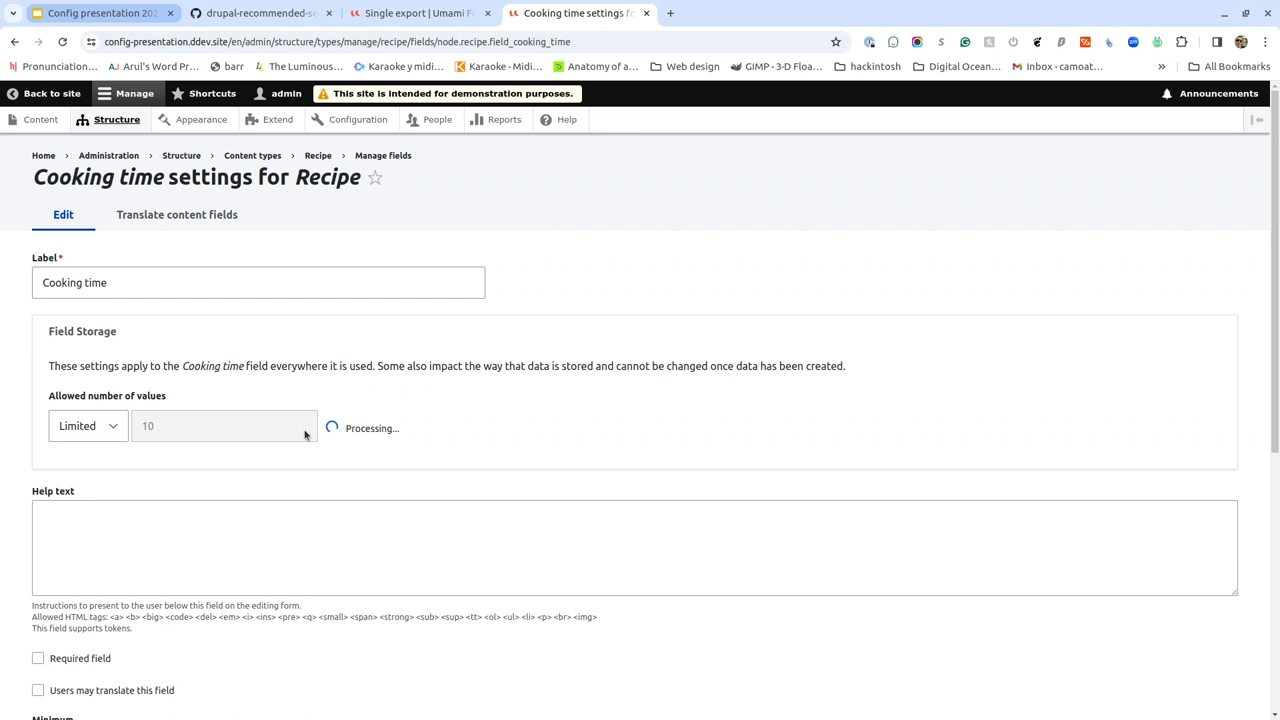 Config presentation 202
drupal-recommended-se
Single export | Umami F
Cooking time settings fo
config-presentation.ddev.site/en/admin/structure/types/manage/recipe/fields/node.recipe.field_cooking_time
Pronunciation...
Arul's Word Pr...
barr
The Luminous...
Karaoke y midi...
Karaoke - Midi...
Anatomy of a...
Web design
GIMP - 3-D Floa...
hackintosh
Digital Ocean...
Inbox - camoat...
»
All Bookmarks
Back to site
Manage
Shortcuts
admin
This site is intended for demonstration purposes.
Announcements
Content
Structure
Appearance
Extend
Configuration
People
Reports
Help
Home › Administration › Structure › Content types › Recipe › Manage fields
Cooking time settings for Recipe
Edit
Translate content fields
Label*
Cooking time
Field Storage
These settings apply to the Cooking time field everywhere it is used. Some also impact the way that data is stored and cannot be changed once data has been created.
Allowed number of values
Limited
10
Processing...
Help text
Instructions to present to the user below this field on the editing form.
Allowed HTML tags: <a> <b> <big> <code> <del> <em> <i> <ins> <pre> <q> <small> <span> <strong> <sub> <sup> <tt> <ol> <ul> <li> <p> <br> <img>
This field supports tokens.
Required field
Users may translate this field
Minimum